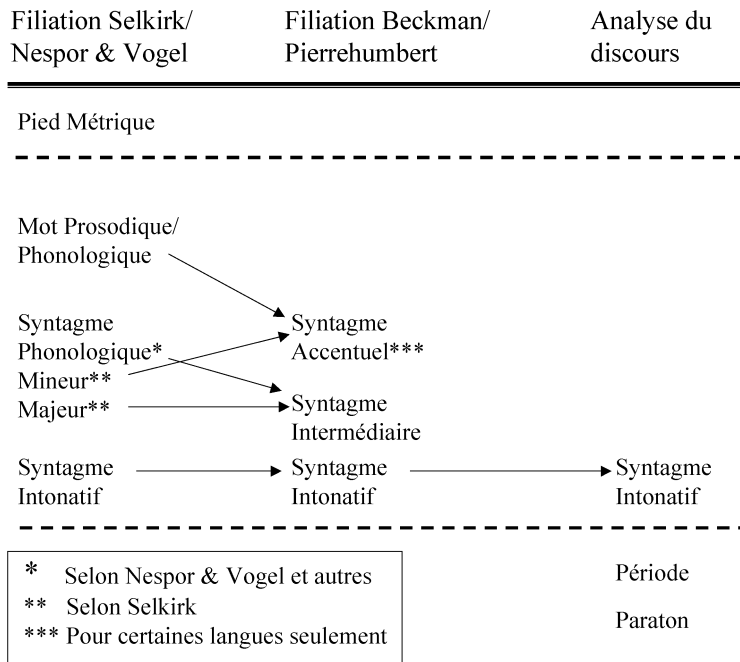 Filiation Selkirk/
Nespor & Vogel
Filiation Beckman/
Pierrehumbert
Analyse du
discours
Pied Métrique
Mot Prosodique/
Phonologique
Syntagme
Phonologique*
Mineur**
Majeur**
Syntagme
Accentuel***
Syntagme
Intermédiaire
Syntagme
Intonatif
Syntagme
Intonatif
Syntagme
Intonatif
* Selon Nespor & Vogel et autres
** Selon Selkirk
*** Pour certaines langues seulement
Période
Paraton